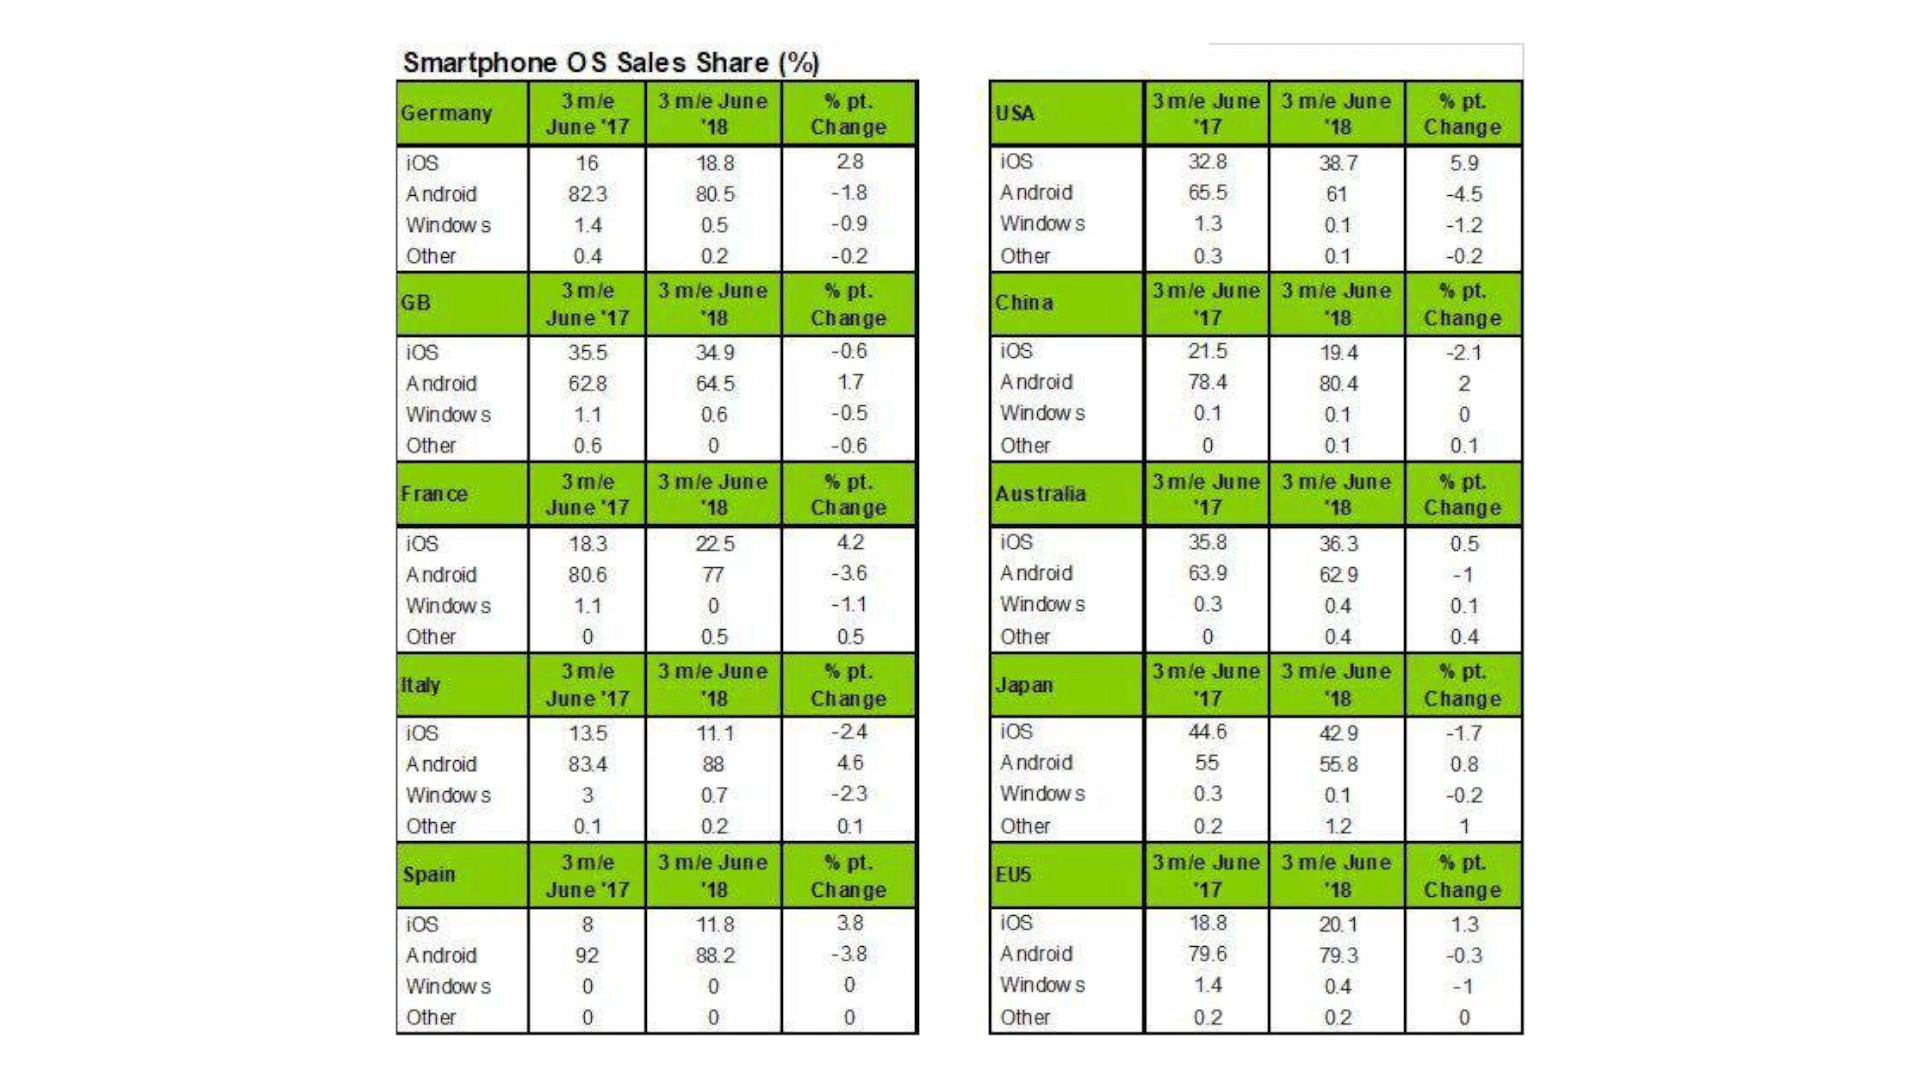 Smartphone OS Sales Share (%)
Germany 3 m/e June '17 3 m/e June '18 % pt. Change
iOS 16 18.8 2.8
Android 82.3 80.5 -1.8
Windows 1.4 0.5 -0.9
Other 0.4 0.2 -0.2
GB 3 m/e June '17 3 m/e June '18 % pt. Change
iOS 35.5 34.9 -0.6
Android 62.8 64.5 1.7
Windows 1.1 0.6 -0.5
Other 0.6 0 -0.6
France 3 m/e June '17 3 m/e June '18 % pt. Change
iOS 18.3 22.5 4.2
Android 80.6 77 -3.6
Windows 1.1 0 -1.1
Other 0 0.5 0.5
Italy 3 m/e June '17 3 m/e June '18 % pt. Change
iOS 13.5 11.1 -2.4
Android 83.4 88 4.6
Windows 3 0.7 -2.3
Other 0.1 0.2 0.1
Spain 3 m/e June '17 3 m/e June '18 % pt. Change
iOS 8 11.8 3.8
Android 92 88.2 -3.8
Windows 0 0 0
Other 0 0 0
USA 3 m/e June '17 3 m/e June '18 % pt. Change
iOS 32.8 38.7 5.9
Android 65.5 61 -4.5
Windows 1.3 0.1 -1.2
Other 0.3 0.1 -0.2
China 3 m/e June '17 3 m/e June '18 % pt. Change
iOS 21.5 19.4 -2.1
Android 78.4 80.4 2
Windows 0.1 0.1 0
Other 0 0.1 0.1
Australia 3 m/e June '17 3 m/e June '18 % pt. Change
iOS 35.8 36.3 0.5
Android 63.9 62.9 -1
Windows 0.3 0.4 0.1
Other 0 0.4 0.4
Japan 3 m/e June '17 3 m/e June '18 % pt. Change
iOS 44.6 42.9 -1.7
Android 55 55.8 0.8
Windows 0.3 0.1 -0.2
Other 0.2 1.2 1
EU5 3 m/e June '17 3 m/e June '18 % pt. Change
iOS 18.8 20.1 1.3
Android 79.6 79.3 -0.3
Windows 1.4 0.4 -1
Other 0.2 0.2 0